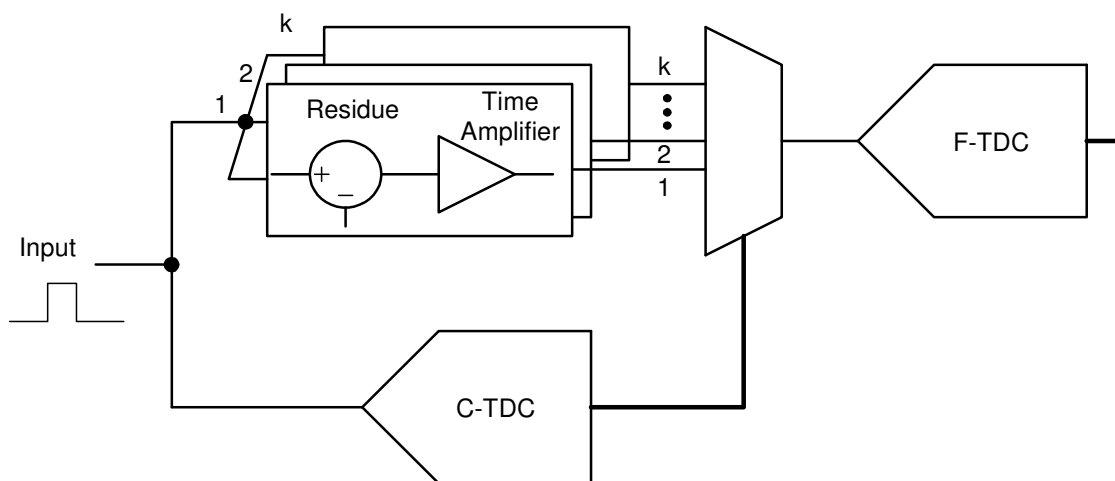 k
2
1
Residue
Time
Amplifier
+
−
k
2
1
F-TDC
Input
C-TDC